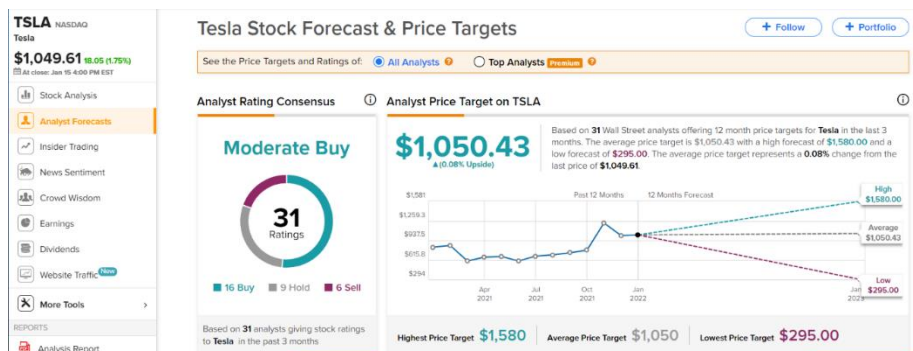 TSLA NASDAQ
Tesla
$1,049.61 18.05 (1.75%)
At close: Jan 15 4:00 PM EST
Stock Analysis
Analyst Forecasts
Insider Trading
News Sentiment
Crowd Wisdom
Earnings
Dividends
Website Traffic New
More Tools >
REPORTS
Analysis Report
Tesla Stock Forecast & Price Targets
+ Follow
+ Portfolio
See the Price Targets and Ratings of: All Analysts ? Top Analysts Premium ?
Analyst Rating Consensus
Moderate Buy
31
Ratings
16 Buy 9 Hold 6 Sell
Based on 31 analysts giving stock ratings
to Tesla in the past 3 months
Analyst Price Target on TSLA
$1,050.43
▲(0.08% Upside)
Based on 31 Wall Street analysts offering 12 month price targets for Tesla in the last 3
months. The average price target is $1,050.43 with a high forecast of $1,580.00 and a
low forecast of $295.00. The average price target represents a 0.08% change from the
last price of $1,049.61.
Past 12 Months 12 Months Forecast
$1,581
$1,259.3
$937.5
$615.8
$294
Apr 2021
Jul 2021
Oct 2021
Jan 2022
High
$1,580.00
Average
$1,050.43
Low
$295.00
Highest Price Target $1,580 Average Price Target $1,050 Lowest Price Target $295.00